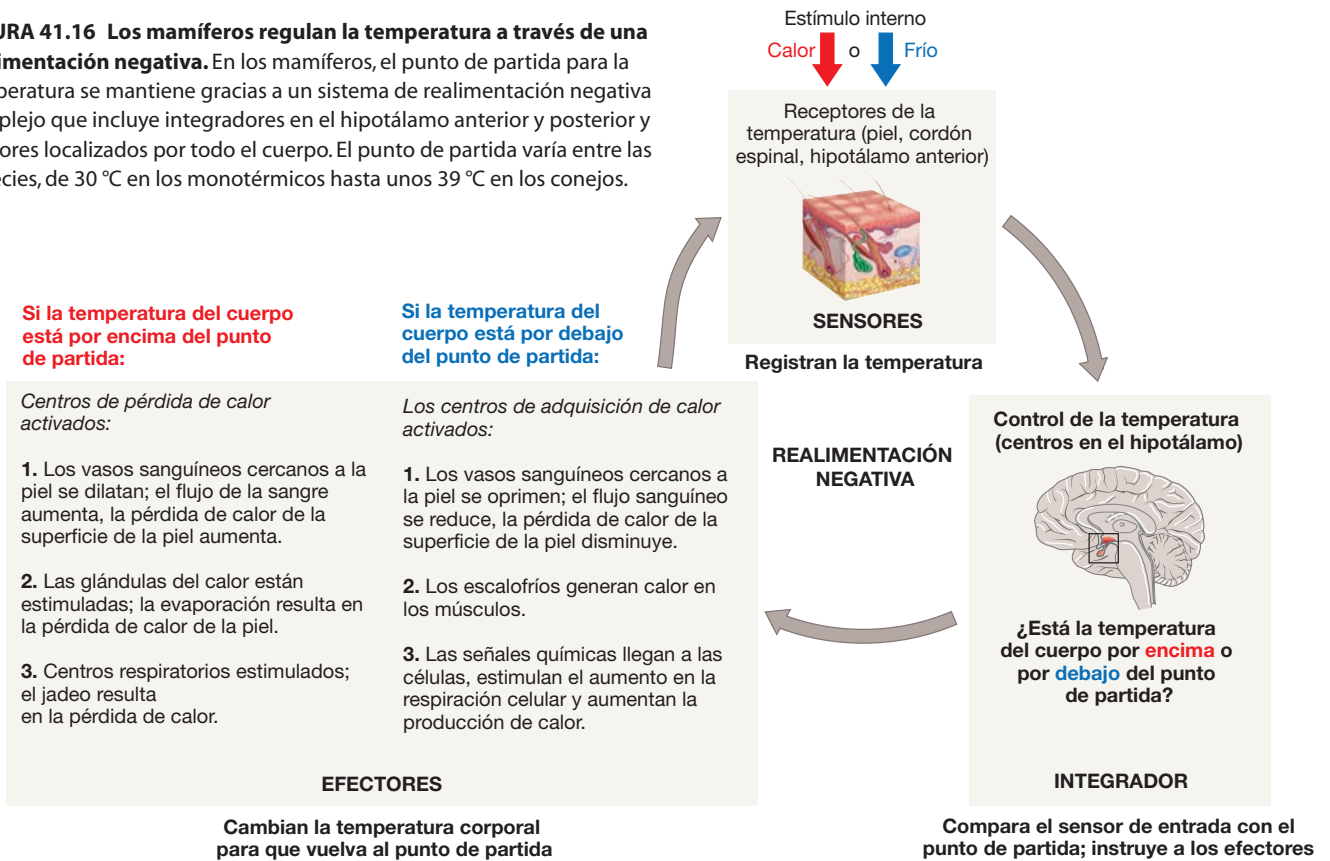 URA 41.16 Los mamíferos regulan la temperatura a través de una
imentación negativa. En los mamíferos, el punto de partida para la
peratura se mantiene gracias a un sistema de realimentación negativa
plejo que incluye integradores en el hipotálamo anterior y posterior y
ores localizados por todo el cuerpo. El punto de partida varía entre las
ecies, de 30 °C en los monotérmicos hasta unos 39 °C en los conejos.
Estímulo interno
Calor o Frío
Receptores de la
temperatura (piel, cordón
espinal, hipotálamo anterior)
SENSORES
Registran la temperatura
Si la temperatura del cuerpo
está por encima del punto
de partida:
Centros de pérdida de calor
activados:
1. Los vasos sanguíneos cercanos a la
piel se dilatan; el flujo de la sangre
aumenta, la pérdida de calor de la
superficie de la piel aumenta.
2. Las glándulas del calor están
estimuladas; la evaporación resulta en
la pérdida de calor de la piel.
3. Centros respiratorios estimulados;
el jadeo resulta
en la pérdida de calor.
Si la temperatura del
cuerpo está por debajo
del punto de partida:
Los centros de adquisición de calor
activados:
1. Los vasos sanguíneos cercanos a
la piel se oprimen; el flujo sanguíneo
se reduce, la pérdida de calor de la
superficie de la piel disminuye.
2. Los escalofríos generan calor en
los músculos.
3. Las señales químicas llegan a las
células, estimulan el aumento en la
respiración celular y aumentan la
producción de calor.
EFECTORES
Cambian la temperatura corporal
para que vuelva al punto de partida
REALIMENTACIÓN
NEGATIVA
Control de la temperatura
(centros en el hipotálamo)
¿Está la temperatura
del cuerpo por encima o
por debajo del punto
de partida?
INTEGRADOR
Compara el sensor de entrada con el
punto de partida; instruye a los efectores